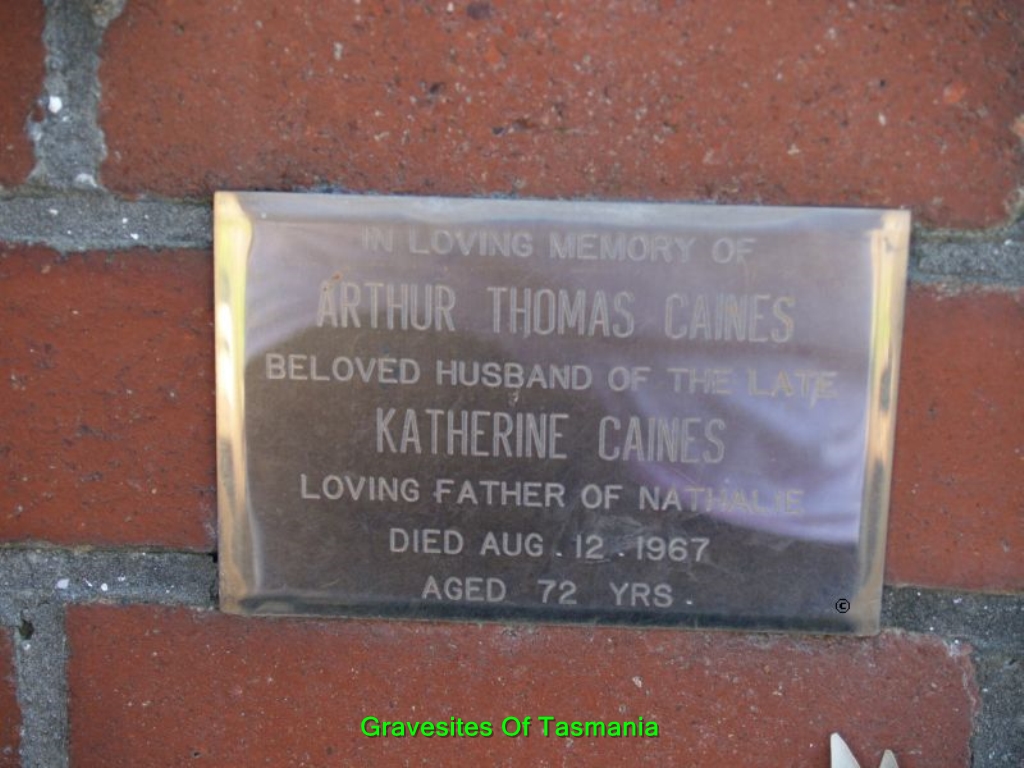 IN LOVING MEMORY OF
ARTHUR THOMAS CAINES
BELOVED HUSBAND OF THE LATE
KATHERINE CAINES
LOVING FATHER OF NATHALIE
DIED AUG. 12. 1967
AGED 72 YRS.
©
Gravesites Of Tasmania